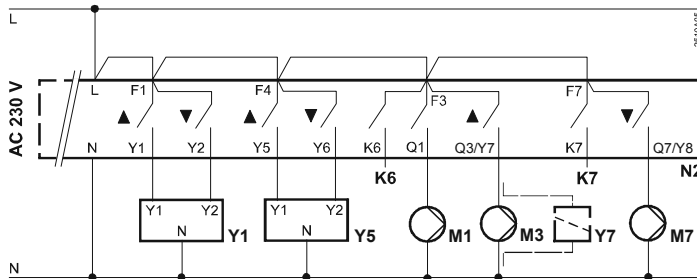 L
2540A05
AC 230 V
L F1 F4 F3 F7
N Y1 Y2 Y5 Y6 K6 Q1 Q3/Y7 K7 Q7/Y8
K6 K7 N2
Y1 Y2 Y1 Y2
N Y1 N Y5 M1 M3 Y7 M7
N